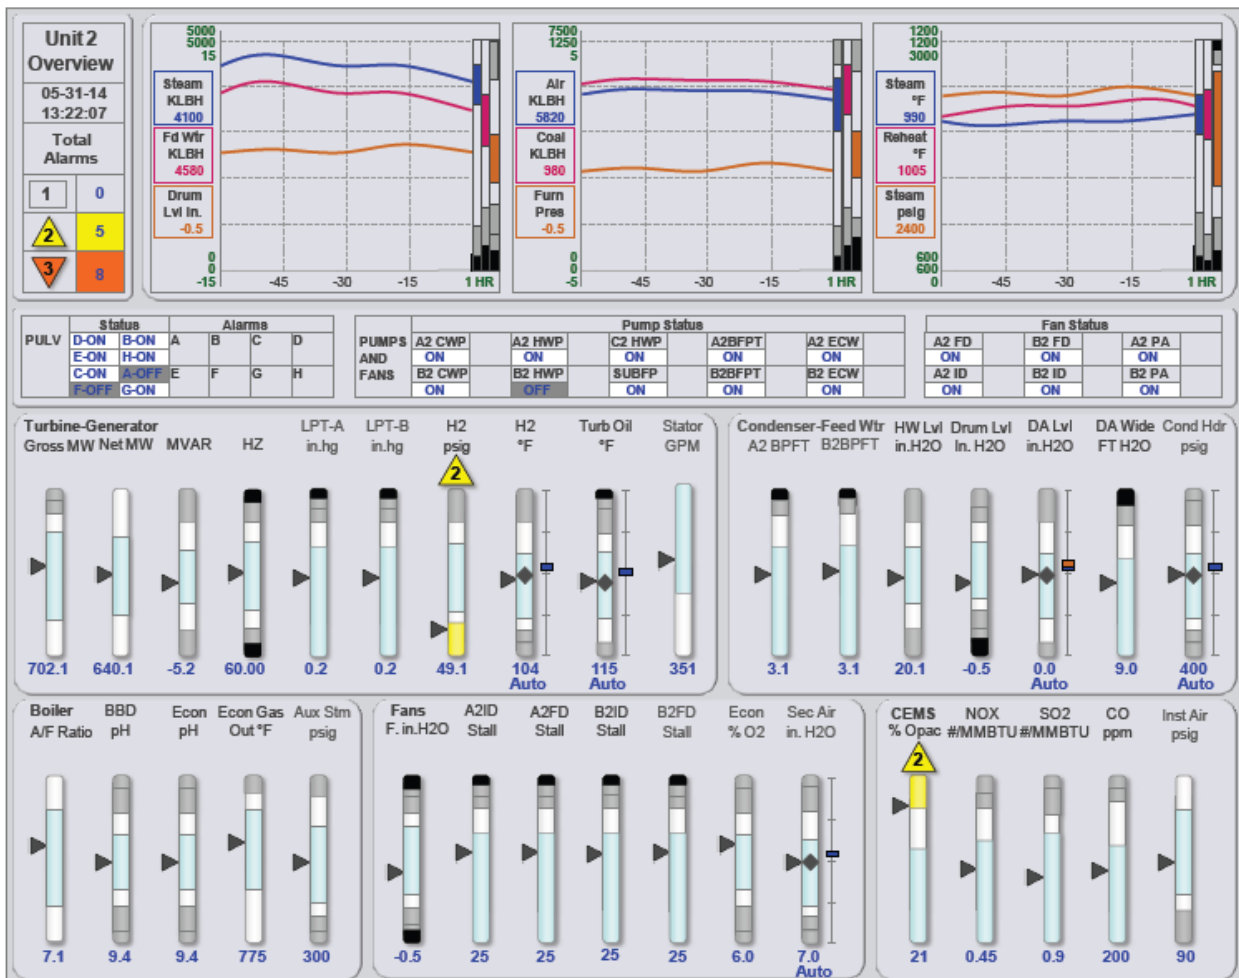 Unit 2
Overview
05-31-14
13:22:07
Total
Alarms
1 0
2 5
3 8
5000
5000
15
Steam
KLBH
4100
Fd Wtr
KLBH
4580
Drum
Lvl In.
-0.5
0
0
-15 -45 -30 -15 1 HR
7500
1250
5
Air
KLBH
5820
Coal
KLBH
980
Furn
Pres
-0.5
0
0
-5 -45 -30 -15 1 HR
1200
1200
3000
Steam
°F
990
Reheat
°F
1005
Steam
psig
2400
600
600
0 -45 -30 -15 1 HR
Status Alarms
PULV D-ON B-ON A B C D
E-ON H-ON
C-ON A-OFF E F G H
F-OFF G-ON
Pump Status
PUMPS A2 CWP A2 HWP C2 HWP A2BFPT A2 ECW
AND ON ON ON ON ON
FANS B2 CWP B2 HWP SUBFP B2BFPT B2 ECW
ON OFF ON ON ON
Fan Status
A2 FD B2 FD A2 PA
ON ON ON
A2 ID B2 ID B2 PA
ON ON ON
Turbine-Generator LPT-A LPT-B H2 H2 Turb Oil Stator
Gross MW Net MW MVAR HZ in.hg in.hg psig °F °F GPM
2
702.1 640.1 -5.2 60.00 0.2 0.2 49.1 104 115 351
Auto Auto
Condenser-Feed Wtr HW Lvl Drum Lvl DA Lvl DA Wide Cond Hdr
A2 BPFT B2BPFT in.H2O In. H2O in.H2O FT H2O psig
3.1 3.1 20.1 -0.5 0.0 9.0 400
Auto Auto
Boiler BBD Econ Econ Gas Aux Stm
A/F Ratio pH pH Out °F psig
7.1 9.4 9.4 775 300
Fans A2ID A2FD B2ID B2FD Econ Sec Air
F. in.H2O Stall Stall Stall Stall % O2 in. H2O
-0.5 25 25 25 25 6.0 7.0
Auto
CEMS NOX SO2 CO Inst Air
% Opac #/MMBTU #/MMBTU ppm psig
2
21 0.45 0.9 200 90